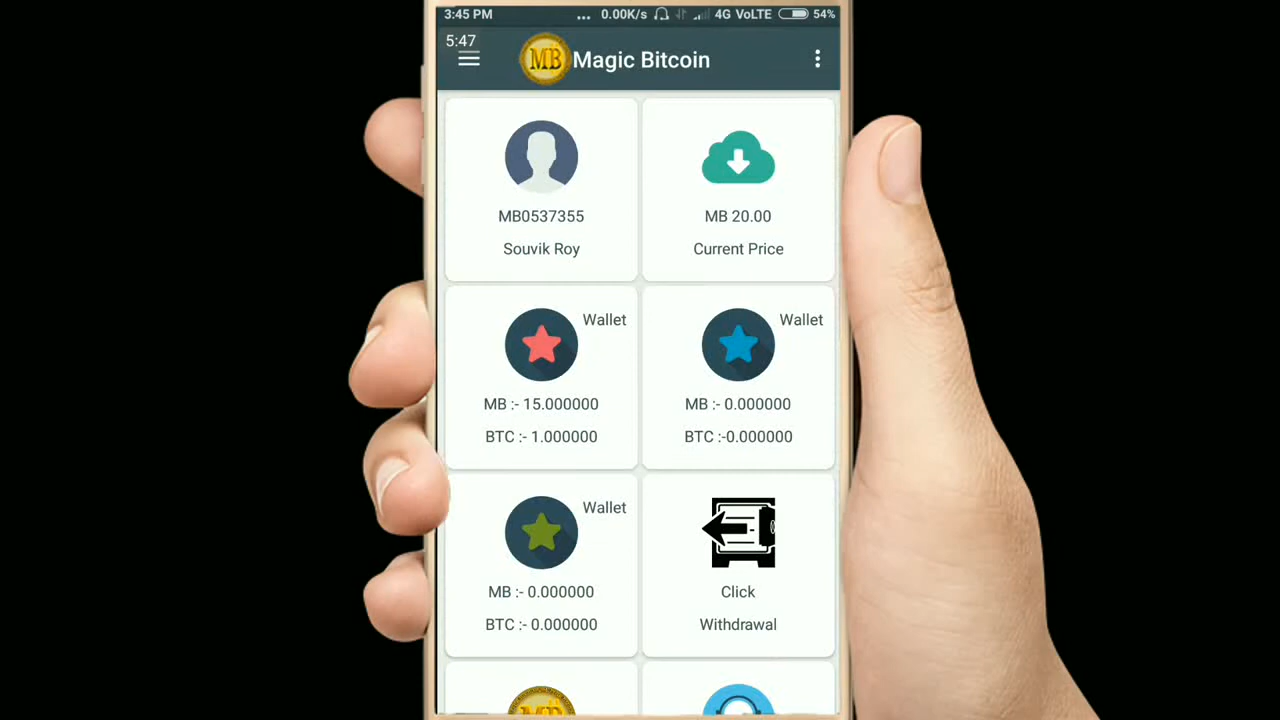 3:45 PM ... 0.00K/s 4G VoLTE 54%
5:47
MB Magic Bitcoin
MB0537355
Souvik Roy
MB 20.00
Current Price
Wallet
MB :- 15.000000
BTC :- 1.000000
Wallet
MB :- 0.000000
BTC :-0.000000
Wallet
MB :- 0.000000
BTC :- 0.000000
Click
Withdrawal
MB